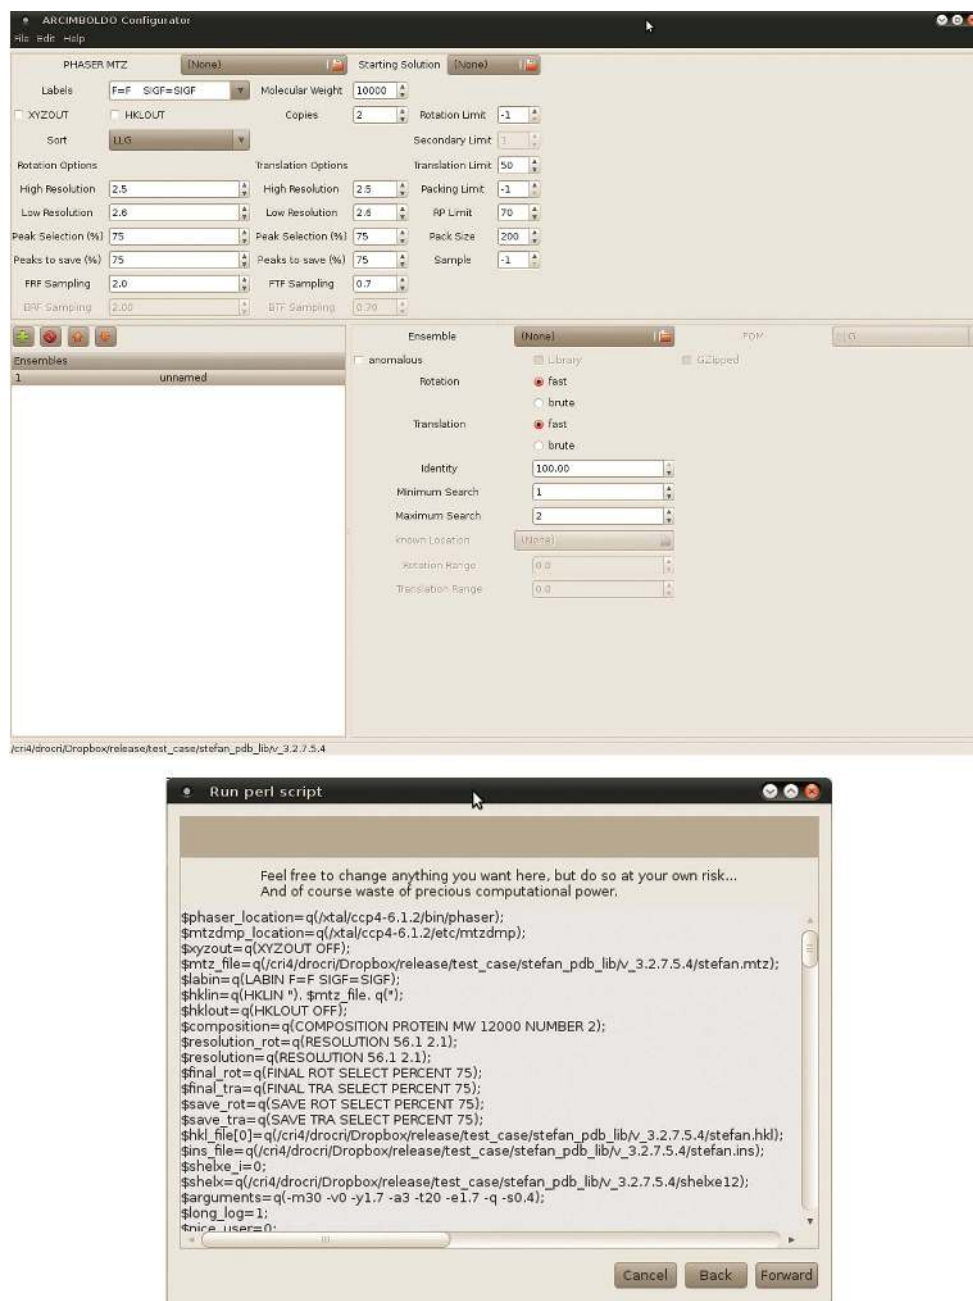 ARCIMBOLDO Configurator
File Edit Help
PHASER MTZ (None) Starting Solution (None)
Labels F=F SIGF=SIGF Molecular Weight 10000
XYZOUT HKLOUT Copies 2 Rotation Limit -1
Sort LLG Secondary Limit
Rotation Options Translation Options Translation Limit 50
High Resolution 2.5 High Resolution 2.5 Packing Limit -1
Low Resolution 2.6 Low Resolution 2.6 RP Limit 70
Peak Selection (%) 75 Peak Selection (%) 75 Pack Size 200
Peaks to save (%) 75 Peaks to save (%) 75 Sample -1
FRF Sampling 2.0 FTF Sampling 0.7
BRF Sampling 2.00 BTF Sampling 0.70
Ensemble (None) FOM LLG
Ensembles anomalous Library GZipped
1 unnamed
Rotation fast
brute
Translation fast
brute
Identity 100.00
Minimum Search 1
Maximum Search 2
known Location (None)
Rotation Range 0.0
Translation Range 0.0
/cri4/drocri/Dropbox/release/test_case/stefan_pdb_lib/v_3.2.7.5.4
Run perl script
Feel free to change anything you want here, but do so at your own risk...
And of course waste of precious computational power.
$phaser_location=q(/xtal/ccp4-6.1.2/bin/phaser);
$mtzdmp_location=q(/xtal/ccp4-6.1.2/etc/mtzdmp);
$xyzout=q(XYZOUT OFF);
$mtz_file=q(/cri4/drocri/Dropbox/release/test_case/stefan_pdb_lib/v_3.2.7.5.4/stefan.mtz);
$labin=q(LABIN F=F SIGF=SIGF);
$hklin=q(HKLIN "). $mtz_file. q(");
$hklout=q(HKLOUT OFF);
$composition=q(COMPOSITION PROTEIN MW 12000 NUMBER 2);
$resolution_rot=q(RESOLUTION 56.1 2.1);
$resolution=q(RESOLUTION 56.1 2.1);
$final_rot=q(FINAL ROT SELECT PERCENT 75);
$final_tra=q(FINAL TRA SELECT PERCENT 75);
$save_rot=q(SAVE ROT SELECT PERCENT 75);
$save_tra=q(SAVE TRA SELECT PERCENT 75);
$hkl_file[0]=q(/cri4/drocri/Dropbox/release/test_case/stefan_pdb_lib/v_3.2.7.5.4/stefan.hkl);
$ins_file=q(/cri4/drocri/Dropbox/release/test_case/stefan_pdb_lib/v_3.2.7.5.4/stefan.ins);
$shelxe_i=0;
$shelx=q(/cri4/drocri/Dropbox/release/test_case/stefan_pdb_lib/v_3.2.7.5.4/shelxe12);
$arguments=q(-m30 -v0 -y1.7 -a3 -t20 -e1.7 -q -s0.4);
$long_log=1;
$nice_user=0;
Cancel Back Forward